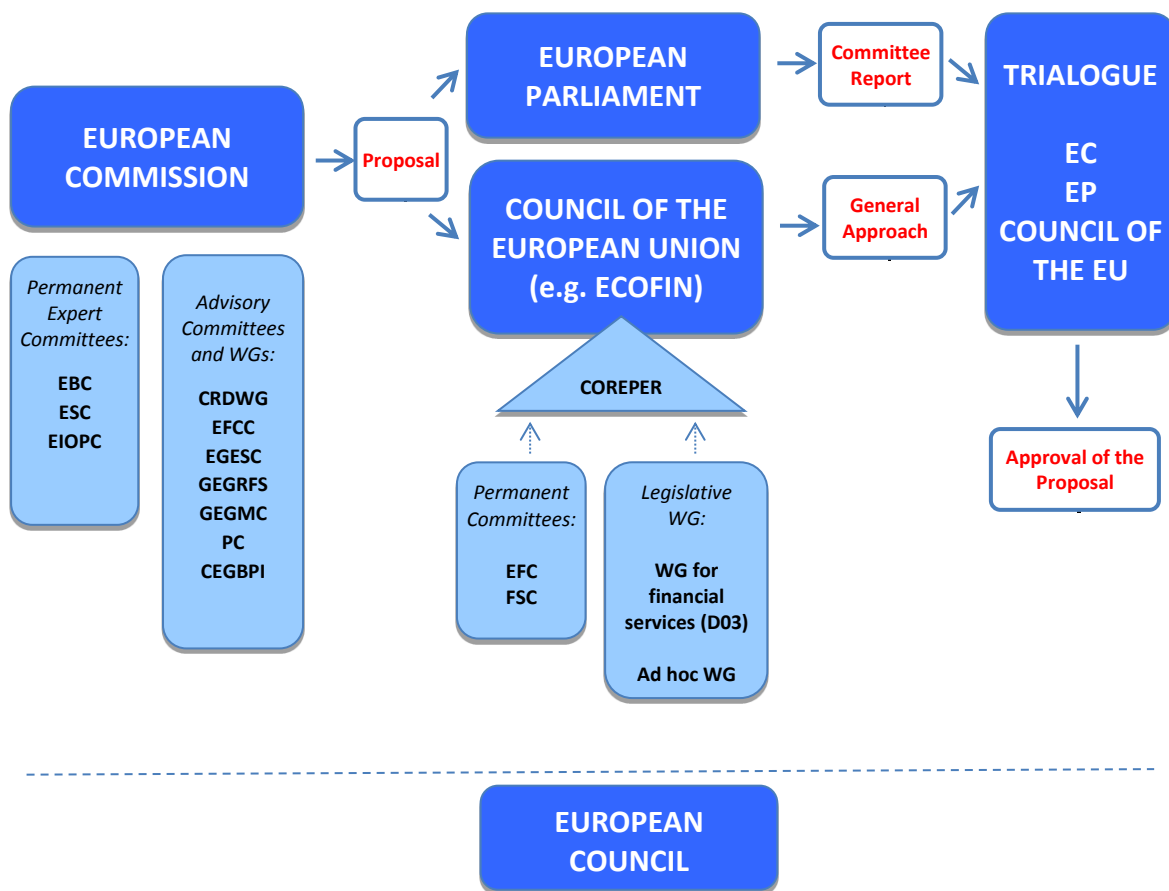 EUROPEAN
COMMISSION
Permanent
Expert
Committees:
EBC
ESC
EIOPC
Advisory
Committees
and WGs:
CRDWG
EFCC
EGESC
GEGRFS
GEGMC
PC
CEGBPI
Proposal
EUROPEAN
PARLIAMENT
COUNCIL OF THE
EUROPEAN UNION
(e.g. ECOFIN)
COREPER
Permanent
Committees:
EFC
FSC
Legislative
WG:
WG for
financial
services (D03)
Ad hoc WG
Committee
Report
General
Approach
TRIALOGUE
EC
EP
COUNCIL OF
THE EU
Approval of the
Proposal
EUROPEAN
COUNCIL